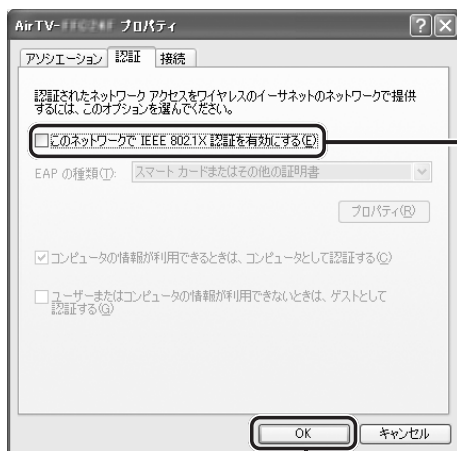 AirTV- プロパティ
アソシエーション 認証 接続
認証されたネットワーク アクセスをワイヤレスのイーサネットのネットワークで提供
するには、このオプションを選んでください。
このネットワークで IEEE 802.1X 認証を有効にする(E)
EAP の種類(T): スマート カードまたはその他の証明書
プロパティ(R)
コンピュータの情報が利用できるときは、コンピュータとして認証する(C)
ユーザーまたはコンピュータの情報が利用できないときは、ゲストとして
認証する(G)
OK キャンセル